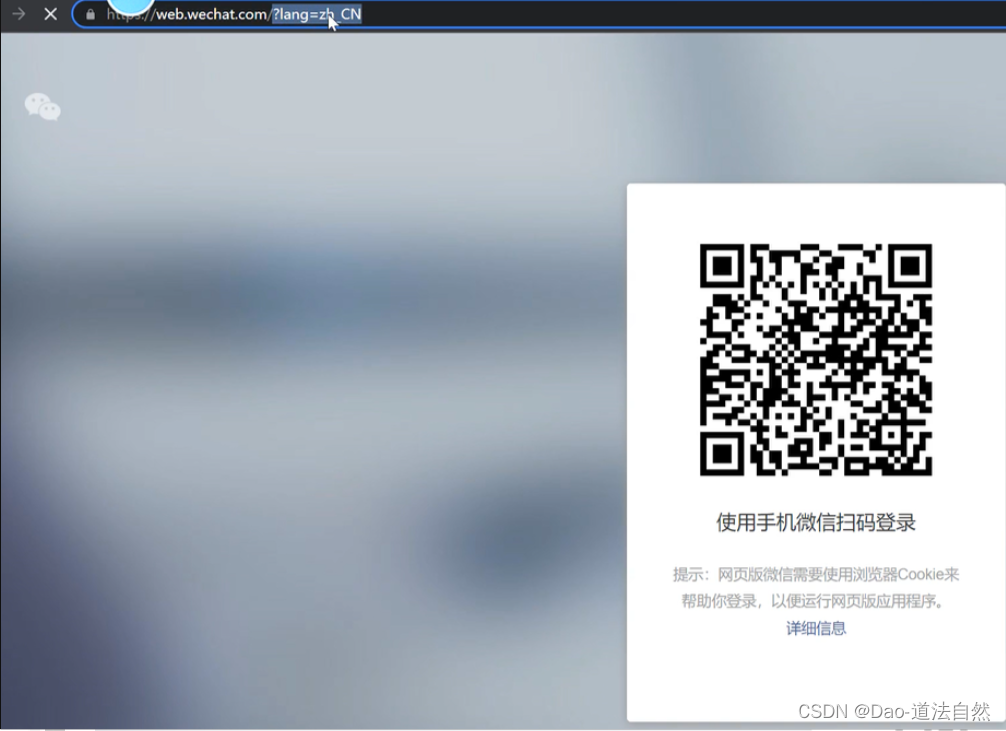 https://web.wechat.com/?lang=zh_CN
使用手机微信扫码登录
提示：网页版微信需要使用浏览器Cookie来
帮助你登录，以便运行网页版应用程序。
详细信息
CSDN @Dao-道法自然